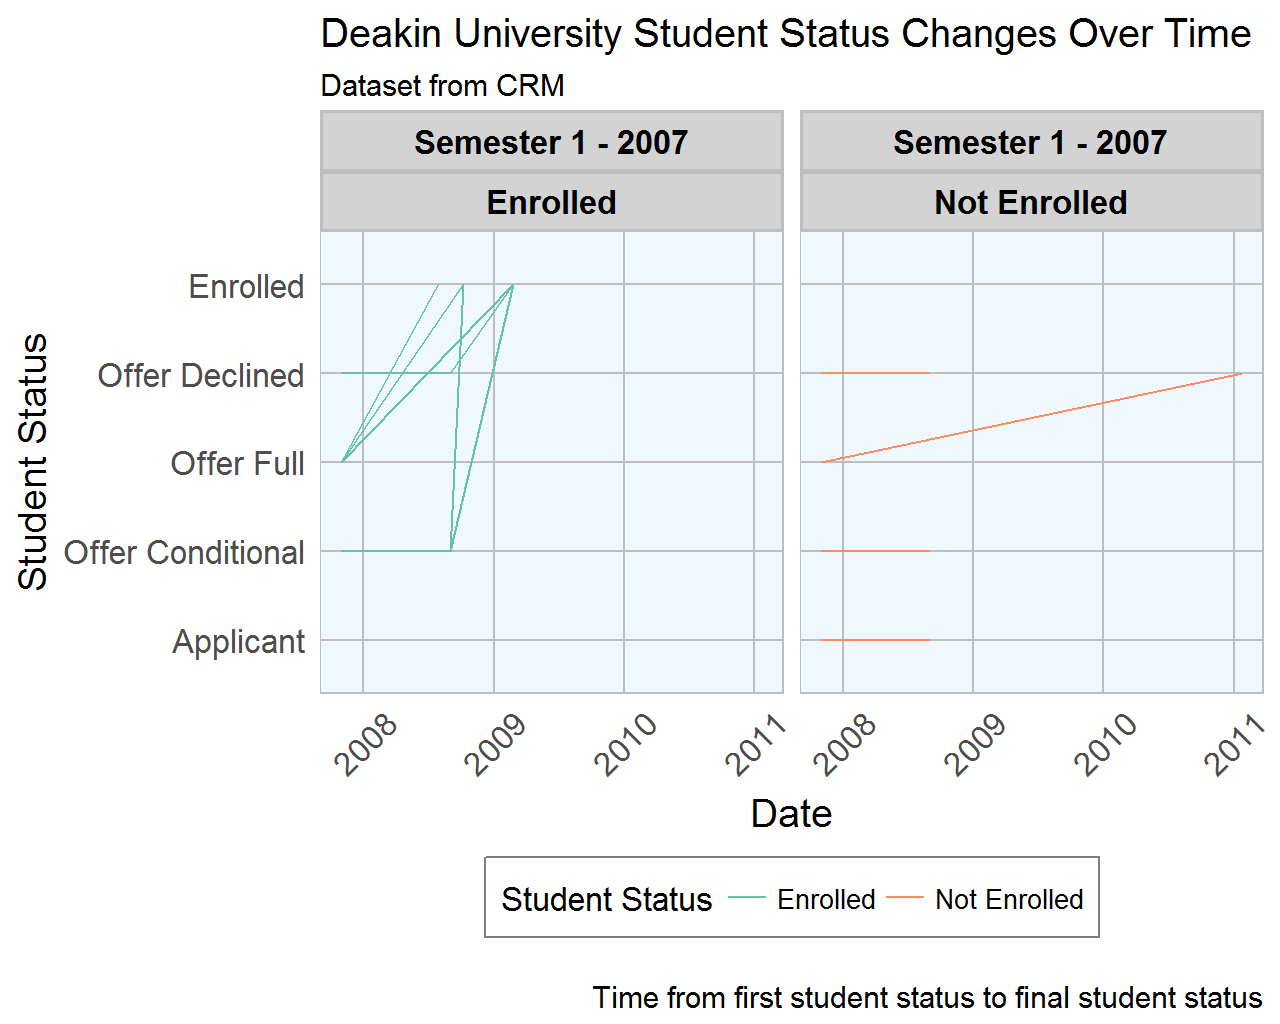 Deakin University Student Status Changes Over Time
Dataset from CRM
Semester 1 - 2007
Semester 1 - 2007
Enrolled
Not Enrolled
Student Status
Enrolled
Offer Declined
Offer Full
Offer Conditional
Applicant
2008
2009
2010
2011
2008
2009
2010
2011
Date
Student Status
Enrolled
Not Enrolled
Time from first student status to final student status